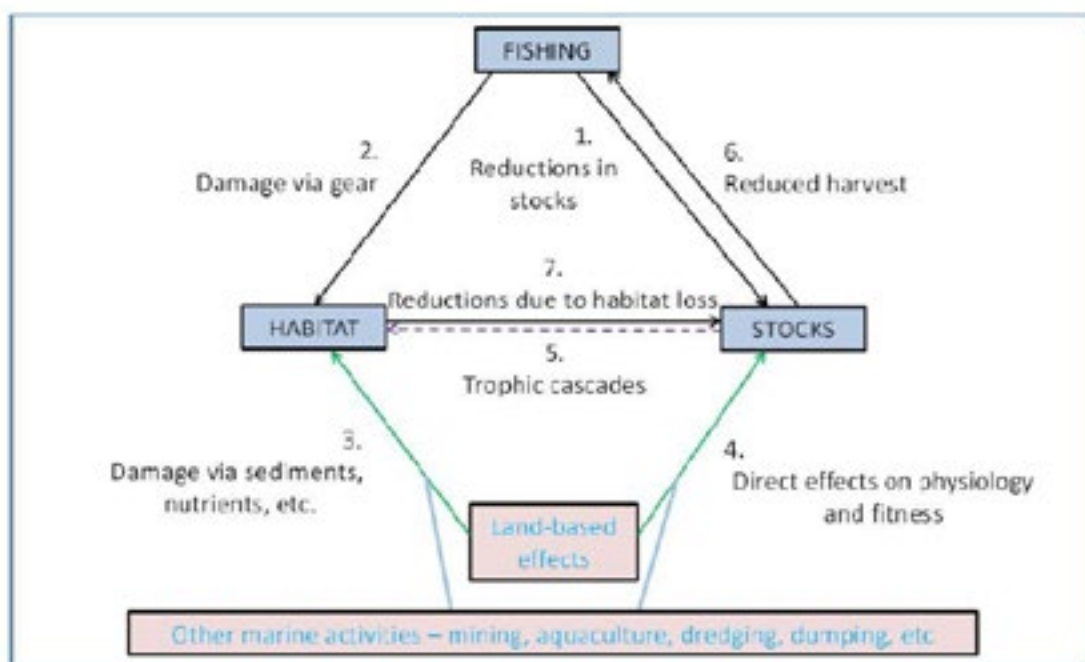 FISHING
1.
Reductions in
stocks
2.
Damage via gear
6.
Reduced harvest
7.
Reductions due to habitat loss
HABITAT
STOCKS
5.
Trophic cascades
3.
Damage via sediments,
nutrients, etc.
4.
Direct effects on physiology
and fitness
Land-based
effects
Other marine activities – mining, aquaculture, dredging, dumping, etc